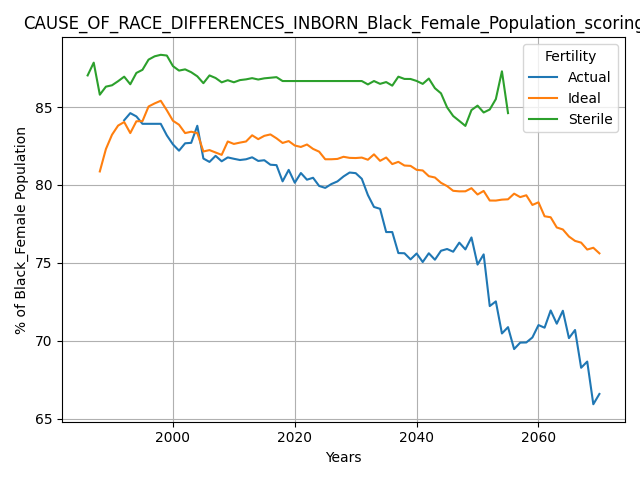 CAUSE_OF_RACE_DIFFERENCES_INBORN_Black_Female_Population_scoring
Fertility
Actual
Ideal
Sterile
% of Black_Female Population
85
80
75
70
65
2000
2020
2040
2060
Years